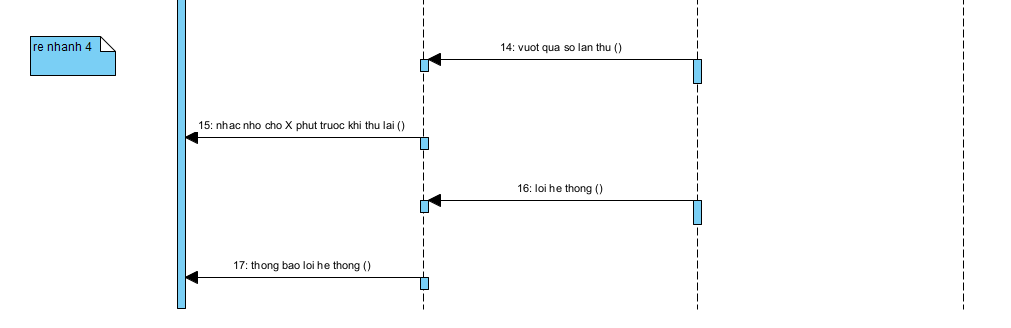 re nhanh 4
14: vuot qua so lan thu ()
15: nhac nho cho X phut truoc khi thu lai ()
16: loi he thong ()
17: thong bao loi he thong ()